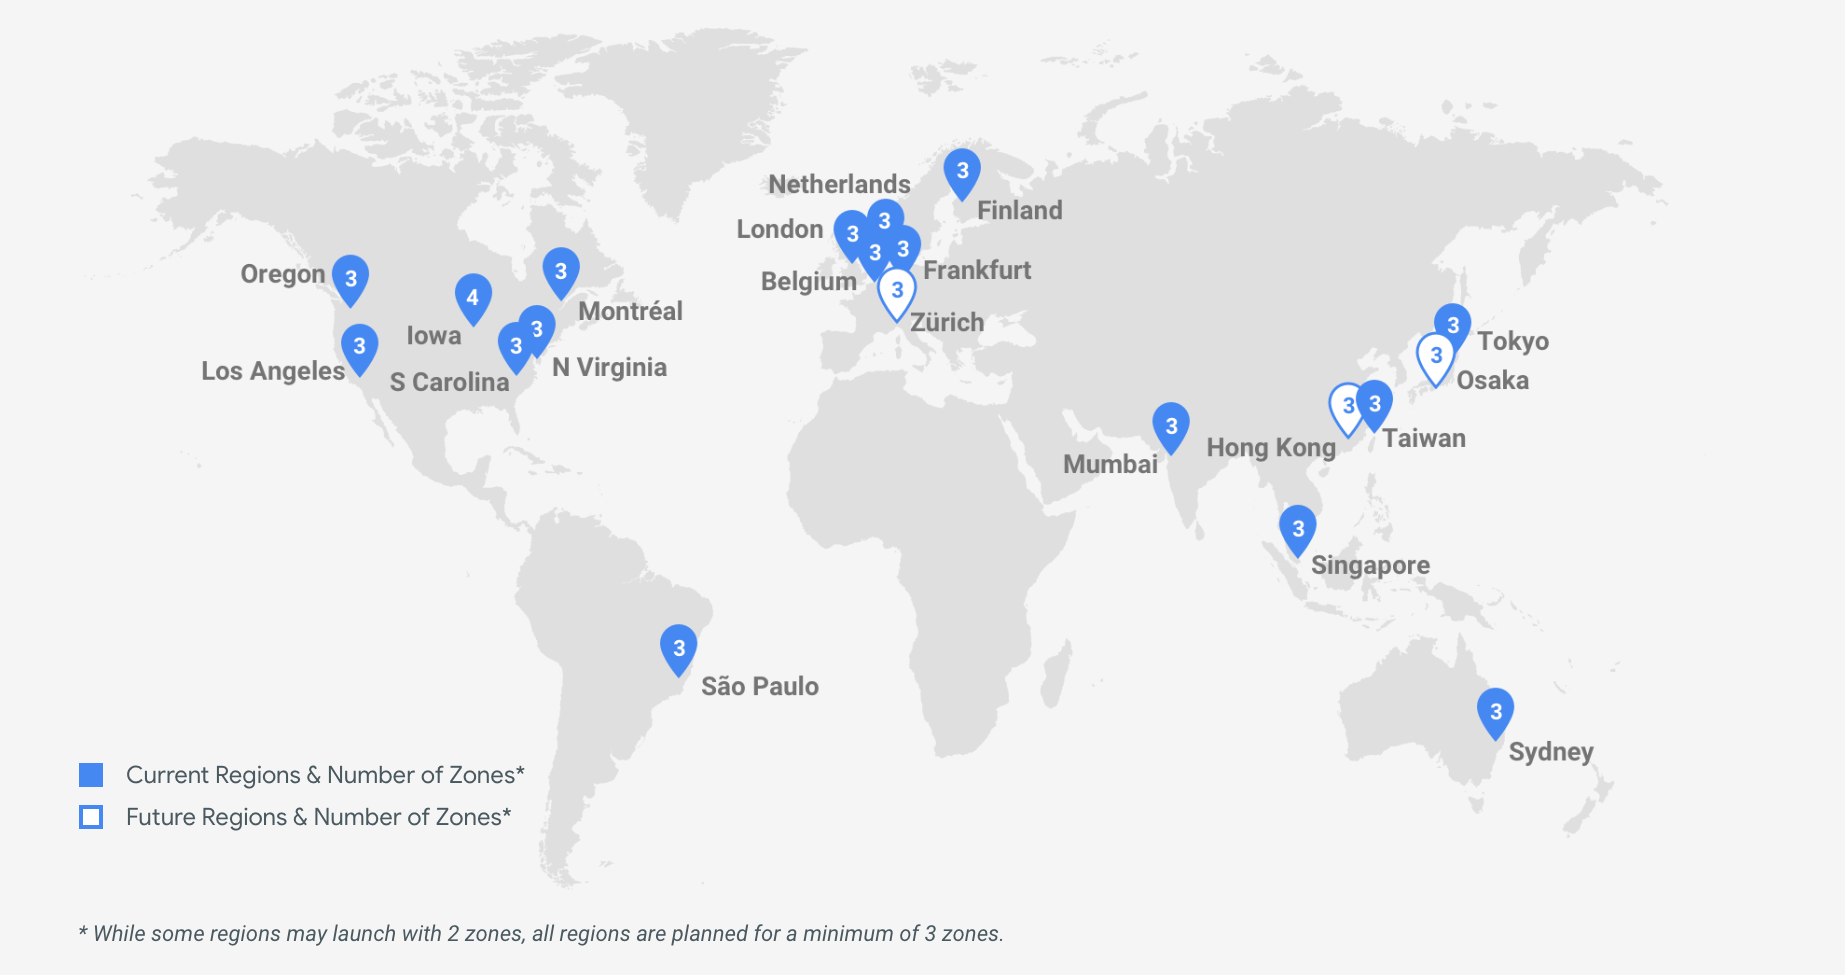 3
Finland
Netherlands
3
London
3
3
3
Frankfurt
Belgium
3
Zürich
Oregon
3
4
Iowa
3
Montréal
3
Los Angeles
3
3
N Virginia
S Carolina
3
Tokyo
3
Osaka
3
3
Taiwan
Hong Kong
3
Mumbai
3
Singapore
3
São Paulo
3
Sydney
Current Regions & Number of Zones*
Future Regions & Number of Zones*
* While some regions may launch with 2 zones, all regions are planned for a minimum of 3 zones.